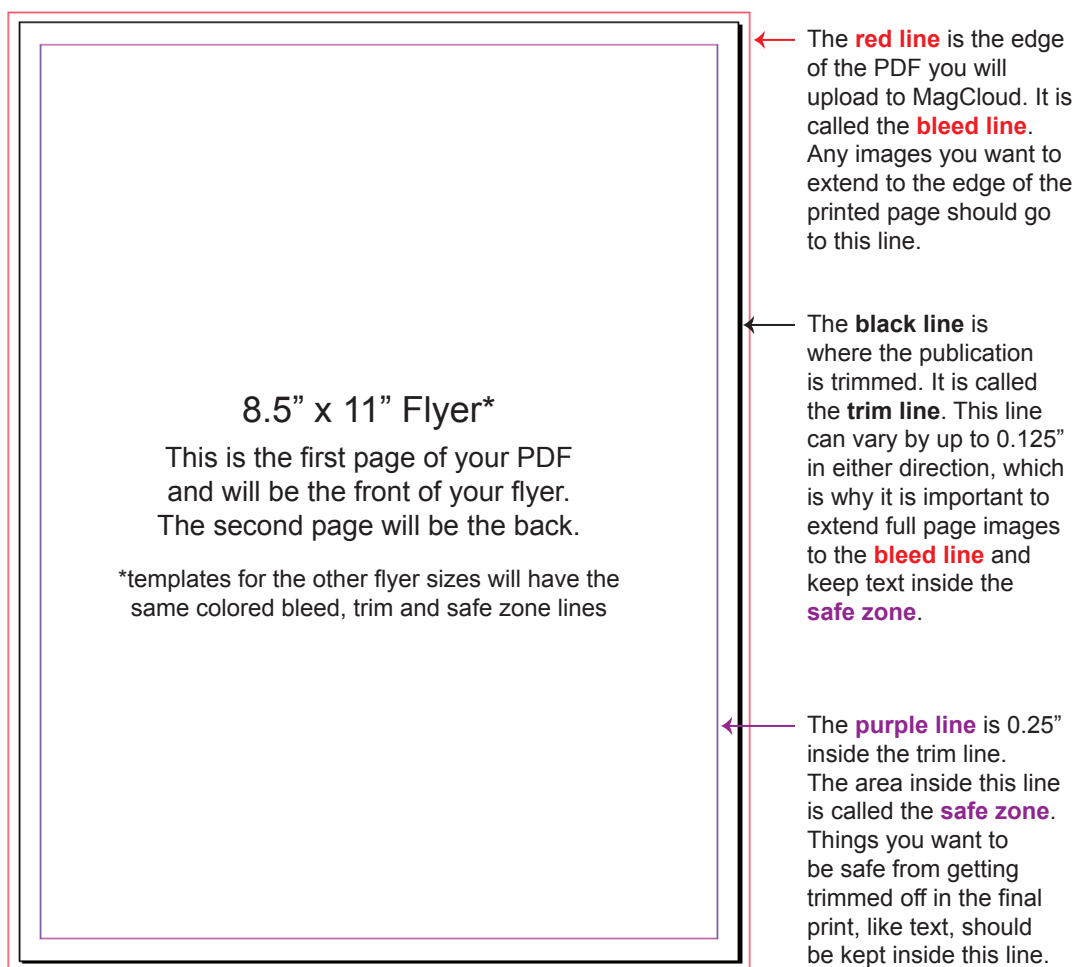 8.5” x 11” Flyer*
This is the first page of your PDF
and will be the front of your flyer.
The second page will be the back.
*templates for the other flyer sizes will have the
same colored bleed, trim and safe zone lines
The red line is the edge
of the PDF you will
upload to MagCloud. It is
called the bleed line.
Any images you want to
extend to the edge of the
printed page should go
to this line.
The black line is
where the publication
is trimmed. It is called
the trim line. This line
can vary by up to 0.125”
in either direction, which
is why it is important to
extend full page images
to the bleed line and
keep text inside the
safe zone.
The purple line is 0.25”
inside the trim line.
The area inside this line
is called the safe zone.
Things you want to
be safe from getting
trimmed off in the final
print, like text, should
be kept inside this line.